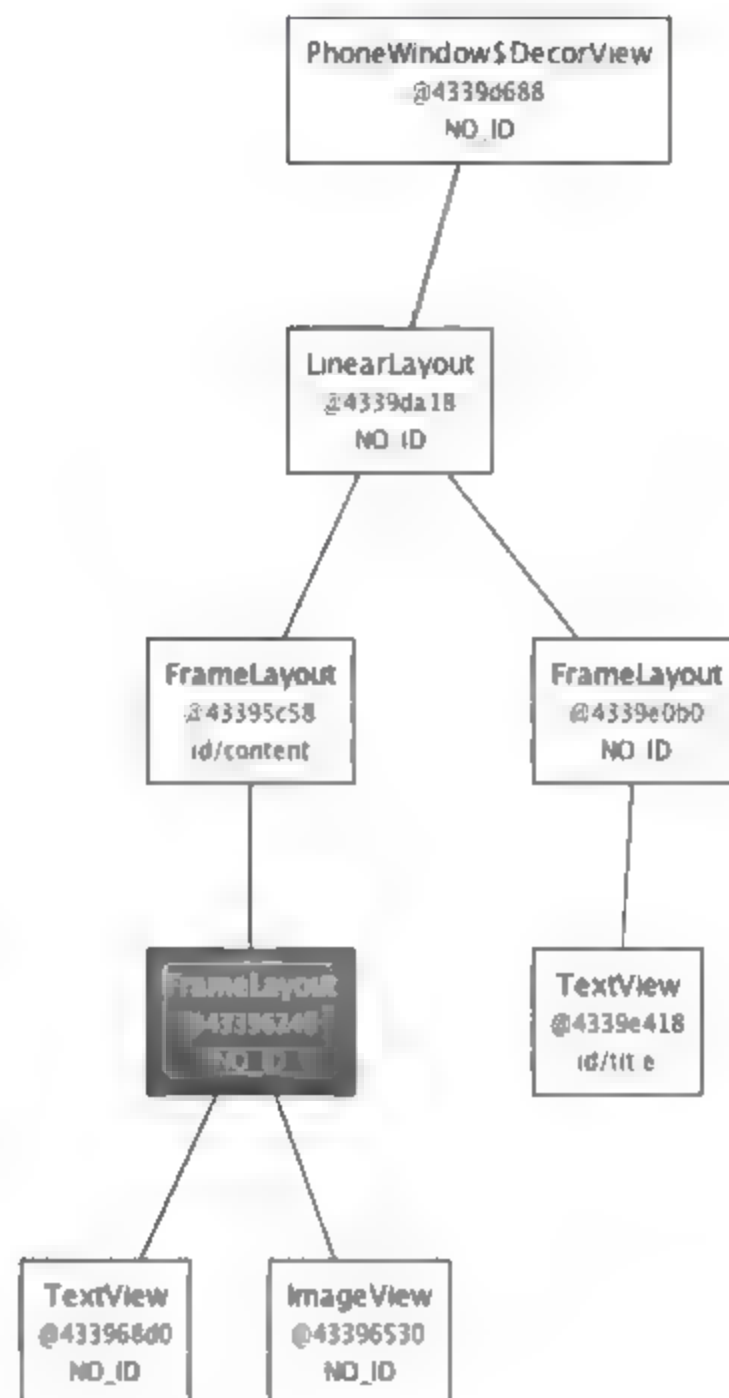 PhoneWindow$DecorView
@4339d688
NO_ID
LinearLayout
@4339da18
NO_ID
FrameLayout
@43395c58
id/content
FrameLayout
@4339e0b0
NO_ID
FrameLayout
NO_ID
TextView
@4339e418
id/title
TextView
@433968d0
NO_ID
ImageView
@43396530
NO_ID